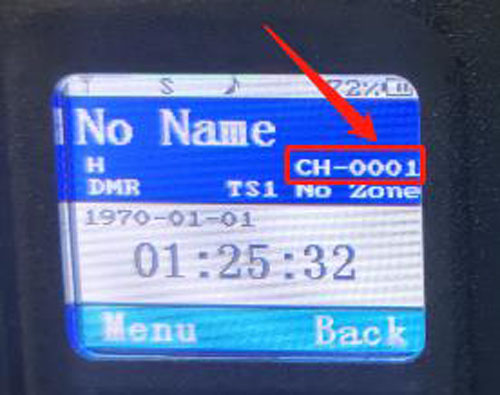 S 72%
No Name
H CH-0001
DMR TS1 No Zone
1970-01-01
01:25:32
Menu Back